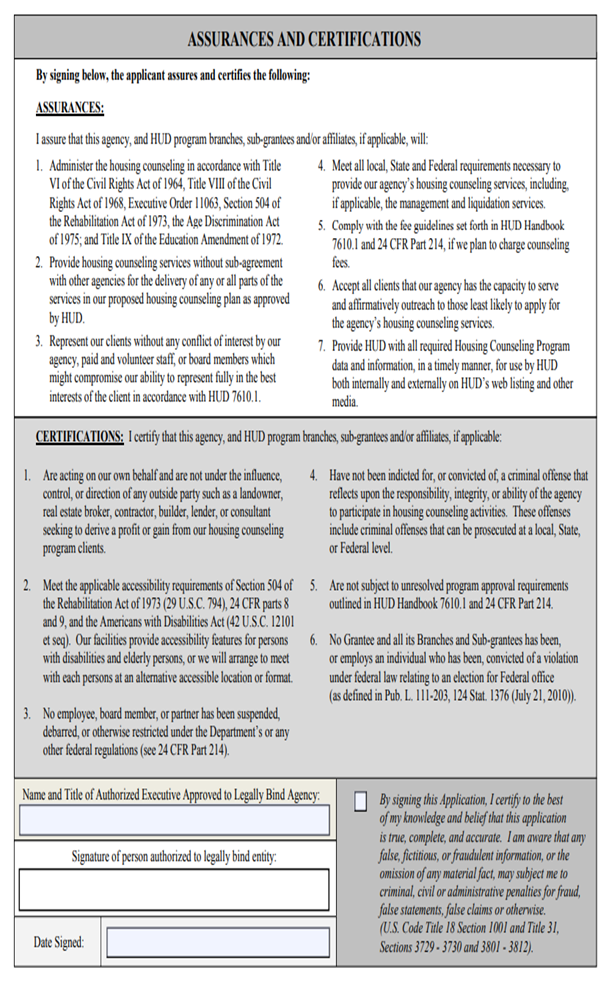 ASSURANCES AND CERTIFICATIONS
By signing below, the applicant assures and certifies the following:
ASSURANCES:
I assure that this agency, and HUD program branches, sub-grantees and/or affiliates, if applicable, will:
1. Administer the housing counseling in accordance with Title
VI of the Civil Rights Act of 1964, Title VIII of the Civil
Rights Act of 1968, Executive Order 11063, Section 504 of
the Rehabilitation Act of 1973, the Age Discrimination Act
of 1975; and Title IX of the Education Amendment of 1972.
2. Provide housing counseling services without sub-agreement
with other agencies for the delivery of any or all parts of the
services in our proposed housing counseling plan as approved
by HUD.
3. Represent our clients without any conflict of interest by our
agency, paid and volunteer staff, or board members which
might compromise our ability to represent fully in the best
interests of the client in accordance with HUD 7610.1.
4. Meet all local, State and Federal requirements necessary to
provide our agency's housing counseling services, including,
if applicable, the management and liquidation services.
5. Comply with the fee guidelines set forth in HUD Handbook
7610.1 and 24 CFR Part 214, if we plan to charge counseling
fees.
6. Accept all clients that our agency has the capacity to serve
and affirmatively outreach to those least likely to apply for
the agency's housing counseling services.
7. Provide HUD with all required Housing Counseling Program
data and information, in a timely manner, for use by HUD
both internally and externally on HUD's web listing and other
media.
CERTIFICATIONS: I certify that this agency, and HUD program branches, sub-grantees and/or affiliates, if applicable:
1. Are acting on our own behalf and are not under the influence,
control, or direction of any outside party such as a landowner,
real estate broker, contractor, builder, lender, or consultant
seeking to derive a profit or gain from our housing counseling
program clients.
2. Meet the applicable accessibility requirements of Section 504 of
the Rehabilitation Act of 1973 (29 U.S.C. 794), 24 CFR parts 8
and 9, and the Americans with Disabilities Act (42 U.S.C. 12101
et seq). Our facilities provide accessibility features for persons
with disabilities and elderly persons, or we will arrange to meet
with each persons at an alternative accessible location or format.
3. No employee, board member, or partner has been suspended,
debarred, or otherwise restricted under the Department's or any
other federal regulations (see 24 CFR Part 214).
4. Have not been indicted for, or convicted of, a criminal offense that
reflects upon the responsibility, integrity, or ability of the agency
to participate in housing counseling activities. These offenses
include criminal offenses that can be prosecuted at a local, State,
or Federal level.
5. Are not subject to unresolved program approval requirements
outlined in HUD Handbook 7610.1 and 24 CFR Part 214.
6. No Grantee and all its Branches and Sub-grantees has been,
or employs an individual who has been, convicted of a violation
under federal law relating to an election for Federal office
(as defined in Pub. L. 111-203, 124 Stat. 1376 (July 21, 2010)).
Name and Title of Authorized Executive Approved to Legally Bind Agency:
Signature of person authorized to legally bind entity:
Date Signed:
By signing this Application, I certify to the best
of my knowledge and belief that this application
is true, complete, and accurate. I am aware that any
false, fictitious, or fraudulent information, or the
omission of any material fact, may subject me to
criminal, civil or administrative penalties for fraud,
false statements, false claims or otherwise.
(U.S. Code Title 18 Section 1001 and Title 31,
Sections 3729 - 3730 and 3801 - 3812).